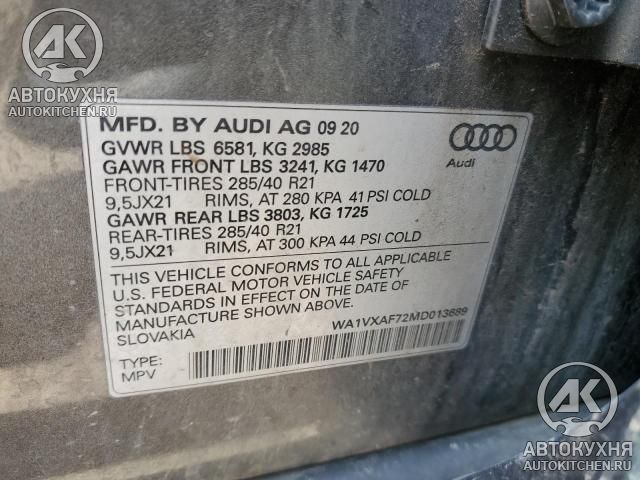 AK
АВТОКУХНЯ
AUTOKITCHEN.RU
MFD. BY AUDI AG 09 20
GVWR LBS 6581, KG 2985
GAWR FRONT LBS 3241, KG 1470
FRONT-TIRES 285/40 R21
9,5JX21 RIMS, AT 280 KPA 41 PSI COLD
GAWR REAR LBS 3803, KG 1725
REAR-TIRES 285/40 R21
9,5JX21 RIMS, AT 300 KPA 44 PSI COLD
Audi
THIS VEHICLE CONFORMS TO ALL APPLICABLE
U.S. FEDERAL MOTOR VEHICLE SAFETY
STANDARDS IN EFFECT ON THE DATE OF
MANUFACTURE SHOWN ABOVE.
SLOVAKIA
WA1VXAF72MD013689
TYPE:
MPV
AK
АВТОКУХНЯ
AUTOKITCHEN.RU